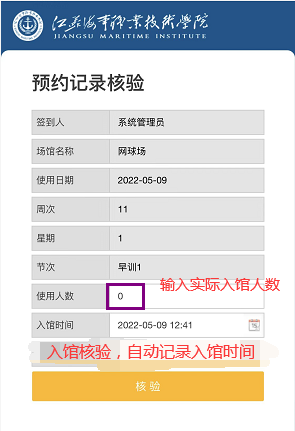 江苏海事职业技术学院
JIANGSU MARITIME INSTITUTE
预约记录核验
签到人 系统管理员
场馆名称 网球场
使用日期 2022-05-09
周次 11
星期 1
节次 早训1
输入实际入馆人数
使用人数 0
入馆时间 2022-05-09 12:41
入馆核验，自动记录入馆时间
核 验